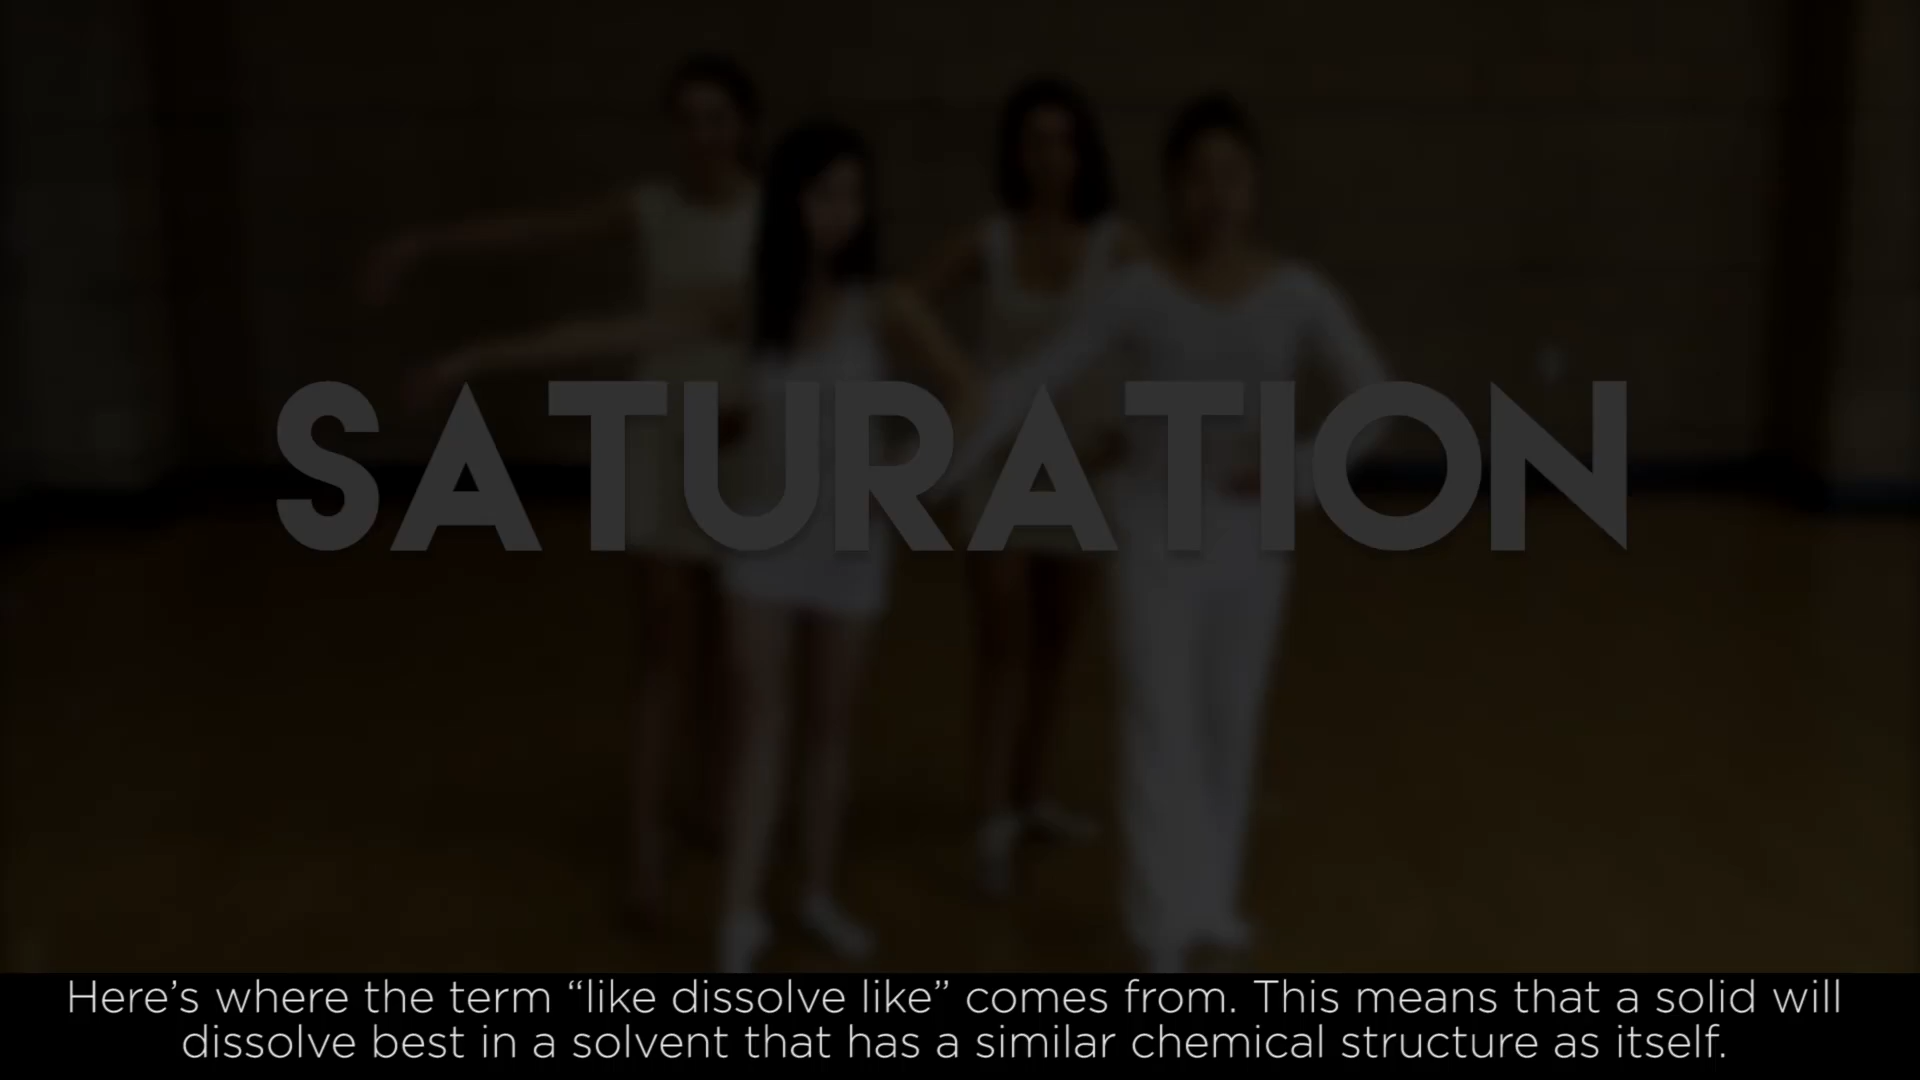 SATURATION
Here’s where the term “like dissolve like” comes from. This means that a solid will
dissolve best in a solvent that has a similar chemical structure as itself.